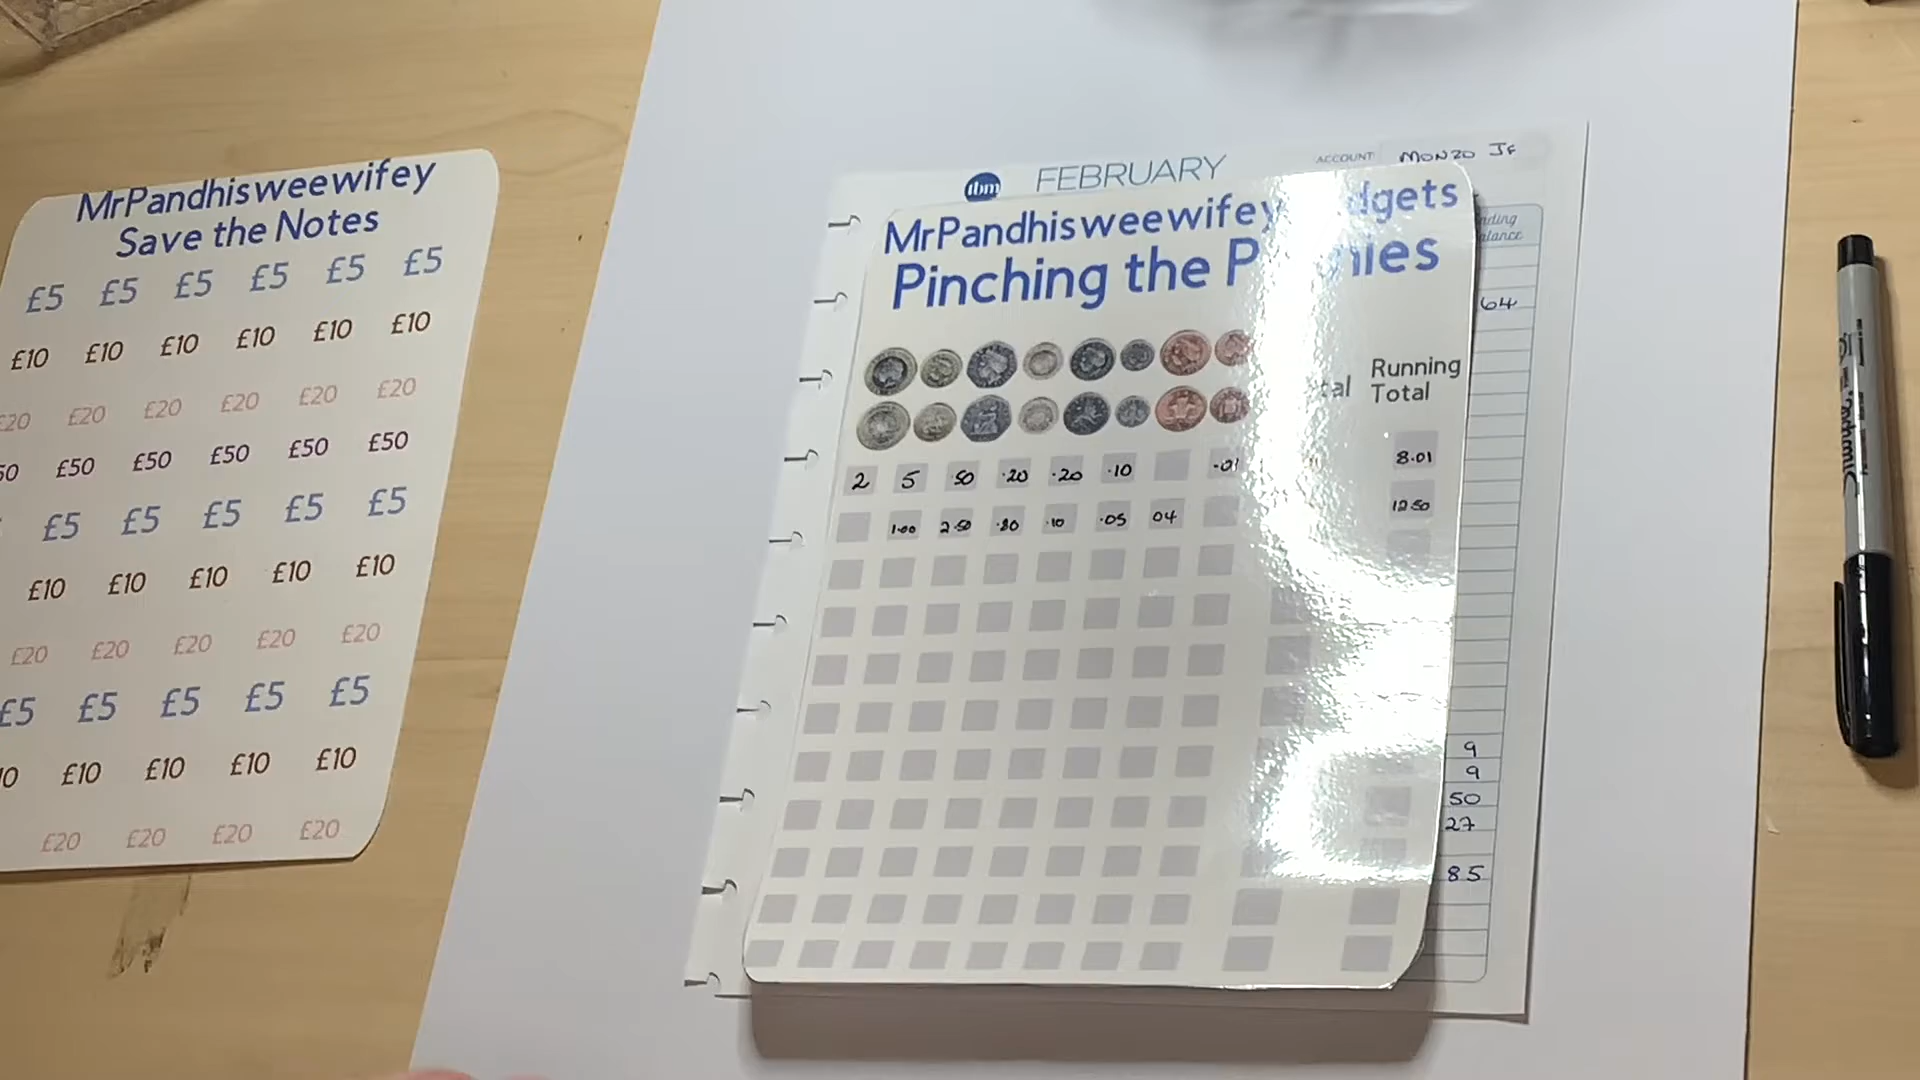 MrPandhisweewifey
Save the Notes
£5 £5 £5 £5 £5 £5
£10 £10 £10 £10 £10 £10
£20 £20 £20 £20 £20 £20
£50 £50 £50 £50 £50
£5 £5 £5 £5 £5
£10 £10 £10 £10 £10
£20 £20 £20 £20 £20
£5 £5 £5 £5 £5
£10 £10 £10 £10
£20 £20 £20 £20
tbm FEBRUARY
ACCOUNT MONZO
MrPandhisweewifey
Pinching the
Running
Total
2 5 .50 .20 .20 .10 .01 8.01
1.00 2.50 .80 .10 .05 04 12.50
64
9
9
50
27
85
Sharpie